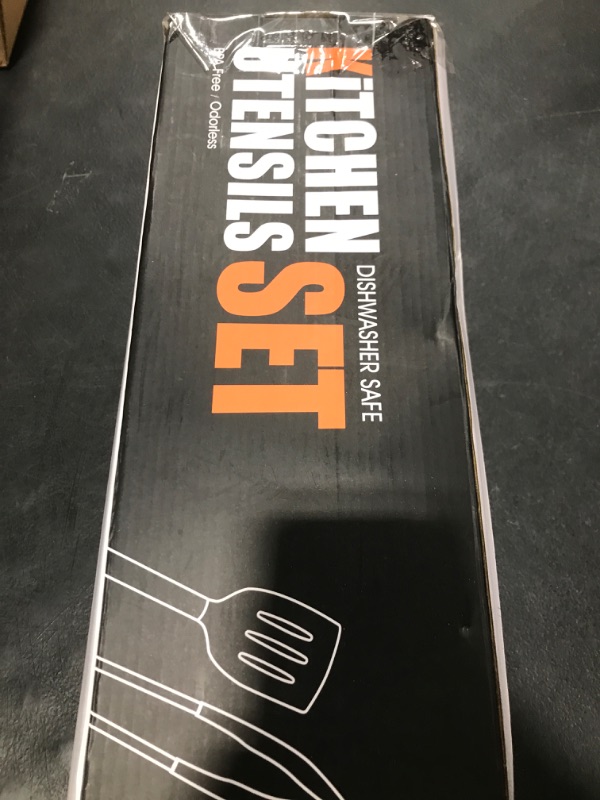 KiTCHEN DISHWASHER SAFE
UTENSILS SET
BPA Free / Odorless